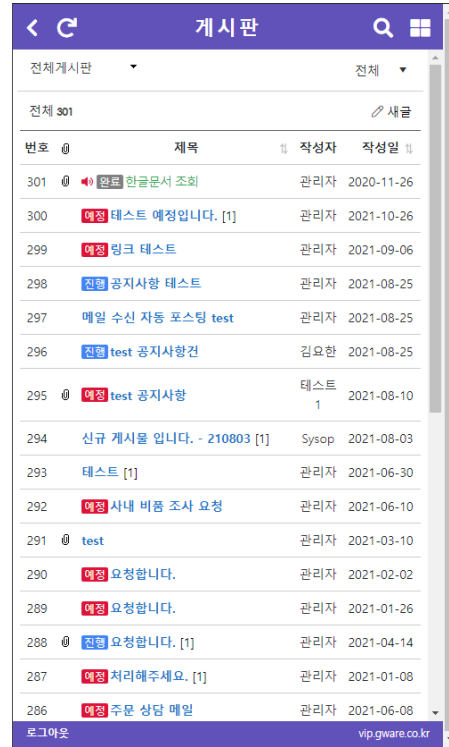 게시판
전체게시판 전체
전체 301 새글
번호 제목 작성자 작성일
301 완료 한글문서 조회 관리자 2020-11-26
300 예정 테스트 예정입니다. [1] 관리자 2021-10-26
299 예정 링크 테스트 관리자 2021-09-06
298 진행 공지사항 테스트 관리자 2021-08-25
297 메일 수신 자동 포스팅 test 관리자 2021-08-25
296 진행 test 공지사항건 김요한 2021-08-25
295 예정 test 공지사항 테스트 1 2021-08-10
294 신규 게시물 입니다. - 210803 [1] Sysop 2021-08-03
293 테스트 [1] 관리자 2021-06-30
292 예정 사내 비품 조사 요청 관리자 2021-06-10
291 test 관리자 2021-03-10
290 예정 요청합니다. 관리자 2021-02-02
289 예정 요청합니다. 관리자 2021-01-26
288 진행 요청합니다. [1] 관리자 2021-04-14
287 예정 처리해주세요. [1] 관리자 2021-01-08
286 예정 주문 상담 메일 관리자 2021-06-08
로그아웃 vip.gware.co.kr